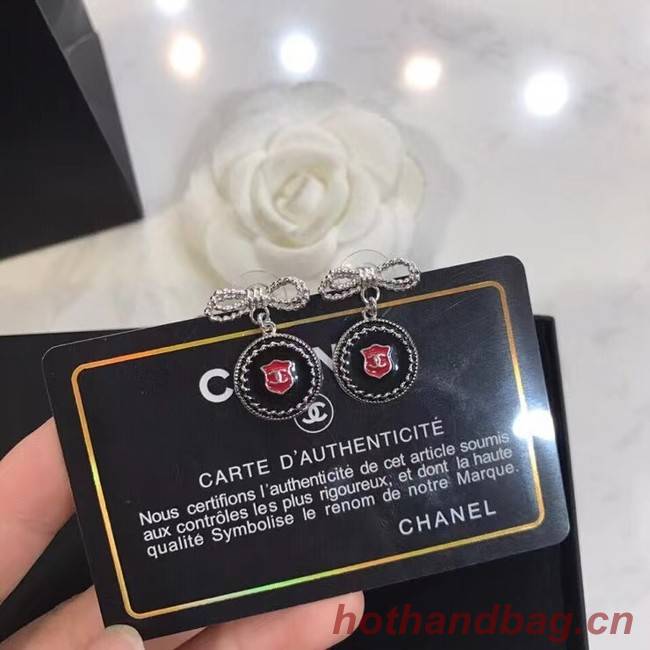 CARTE D'AUTHENTICITÉ
Nous certifions l'authenticité de cet article soumis
aux contrôles les plus rigoureux, et dont la haute
qualité Symbolise le renom de notre Marque.
CHANEL
hothandbag.cn